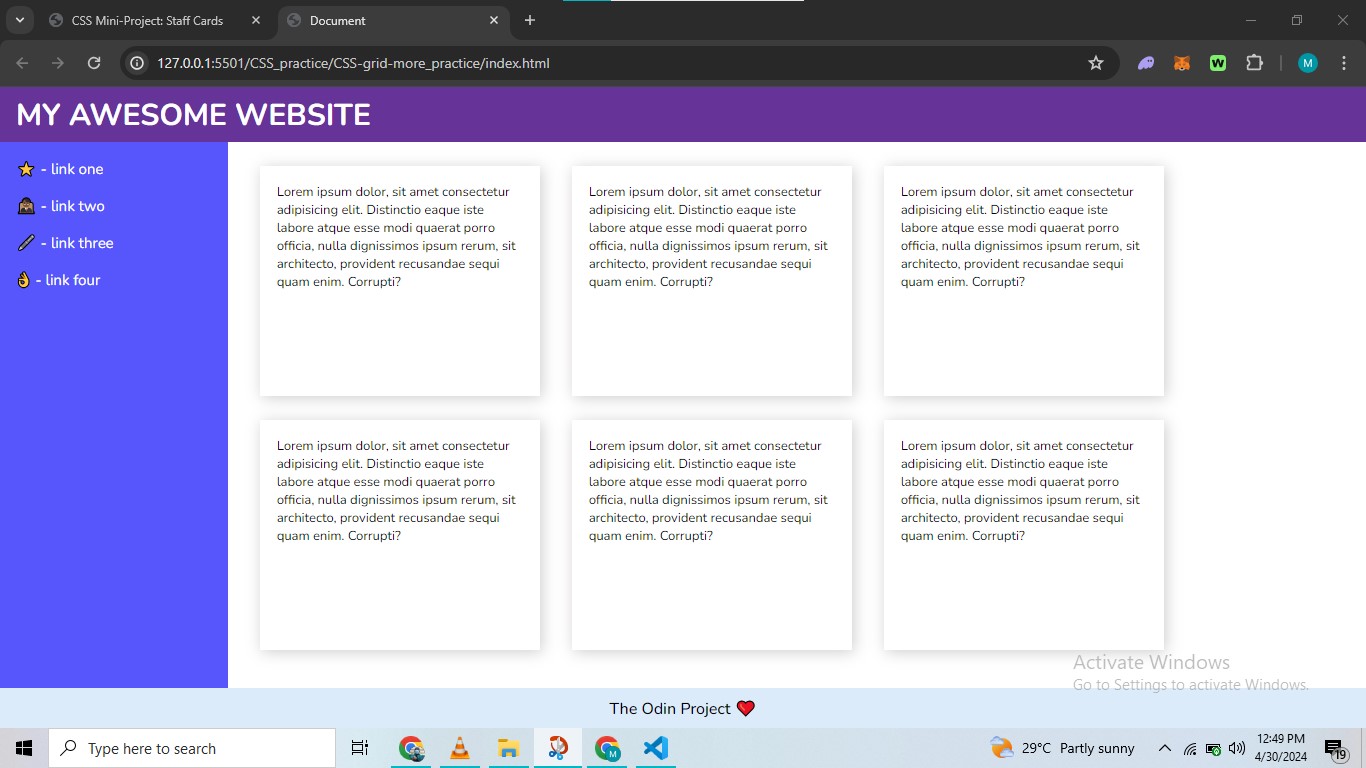 CSS Mini-Project: Staff Cards
Document
127.0.0.1:5501/CSS_practice/CSS-grid-more_practice/index.html
W
M
MY AWESOME WEBSITE
- link one
- link two
- link three
- link four
Lorem ipsum dolor, sit amet consectetur
adipisicing elit. Distinctio eaque iste
labore atque esse modi quaerat porro
officia, nulla dignissimos ipsum rerum, sit
architecto, provident recusandae sequi
quam enim. Corrupti?
Lorem ipsum dolor, sit amet consectetur
adipisicing elit. Distinctio eaque iste
labore atque esse modi quaerat porro
officia, nulla dignissimos ipsum rerum, sit
architecto, provident recusandae sequi
quam enim. Corrupti?
Lorem ipsum dolor, sit amet consectetur
adipisicing elit. Distinctio eaque iste
labore atque esse modi quaerat porro
officia, nulla dignissimos ipsum rerum, sit
architecto, provident recusandae sequi
quam enim. Corrupti?
Lorem ipsum dolor, sit amet consectetur
adipisicing elit. Distinctio eaque iste
labore atque esse modi quaerat porro
officia, nulla dignissimos ipsum rerum, sit
architecto, provident recusandae sequi
quam enim. Corrupti?
Lorem ipsum dolor, sit amet consectetur
adipisicing elit. Distinctio eaque iste
labore atque esse modi quaerat porro
officia, nulla dignissimos ipsum rerum, sit
architecto, provident recusandae sequi
quam enim. Corrupti?
Lorem ipsum dolor, sit amet consectetur
adipisicing elit. Distinctio eaque iste
labore atque esse modi quaerat porro
officia, nulla dignissimos ipsum rerum, sit
architecto, provident recusandae sequi
quam enim. Corrupti?
Activate Windows
Go to Settings to activate Windows.
The Odin Project
Type here to search
M
29°C Partly sunny
12:49 PM
4/30/2024
19